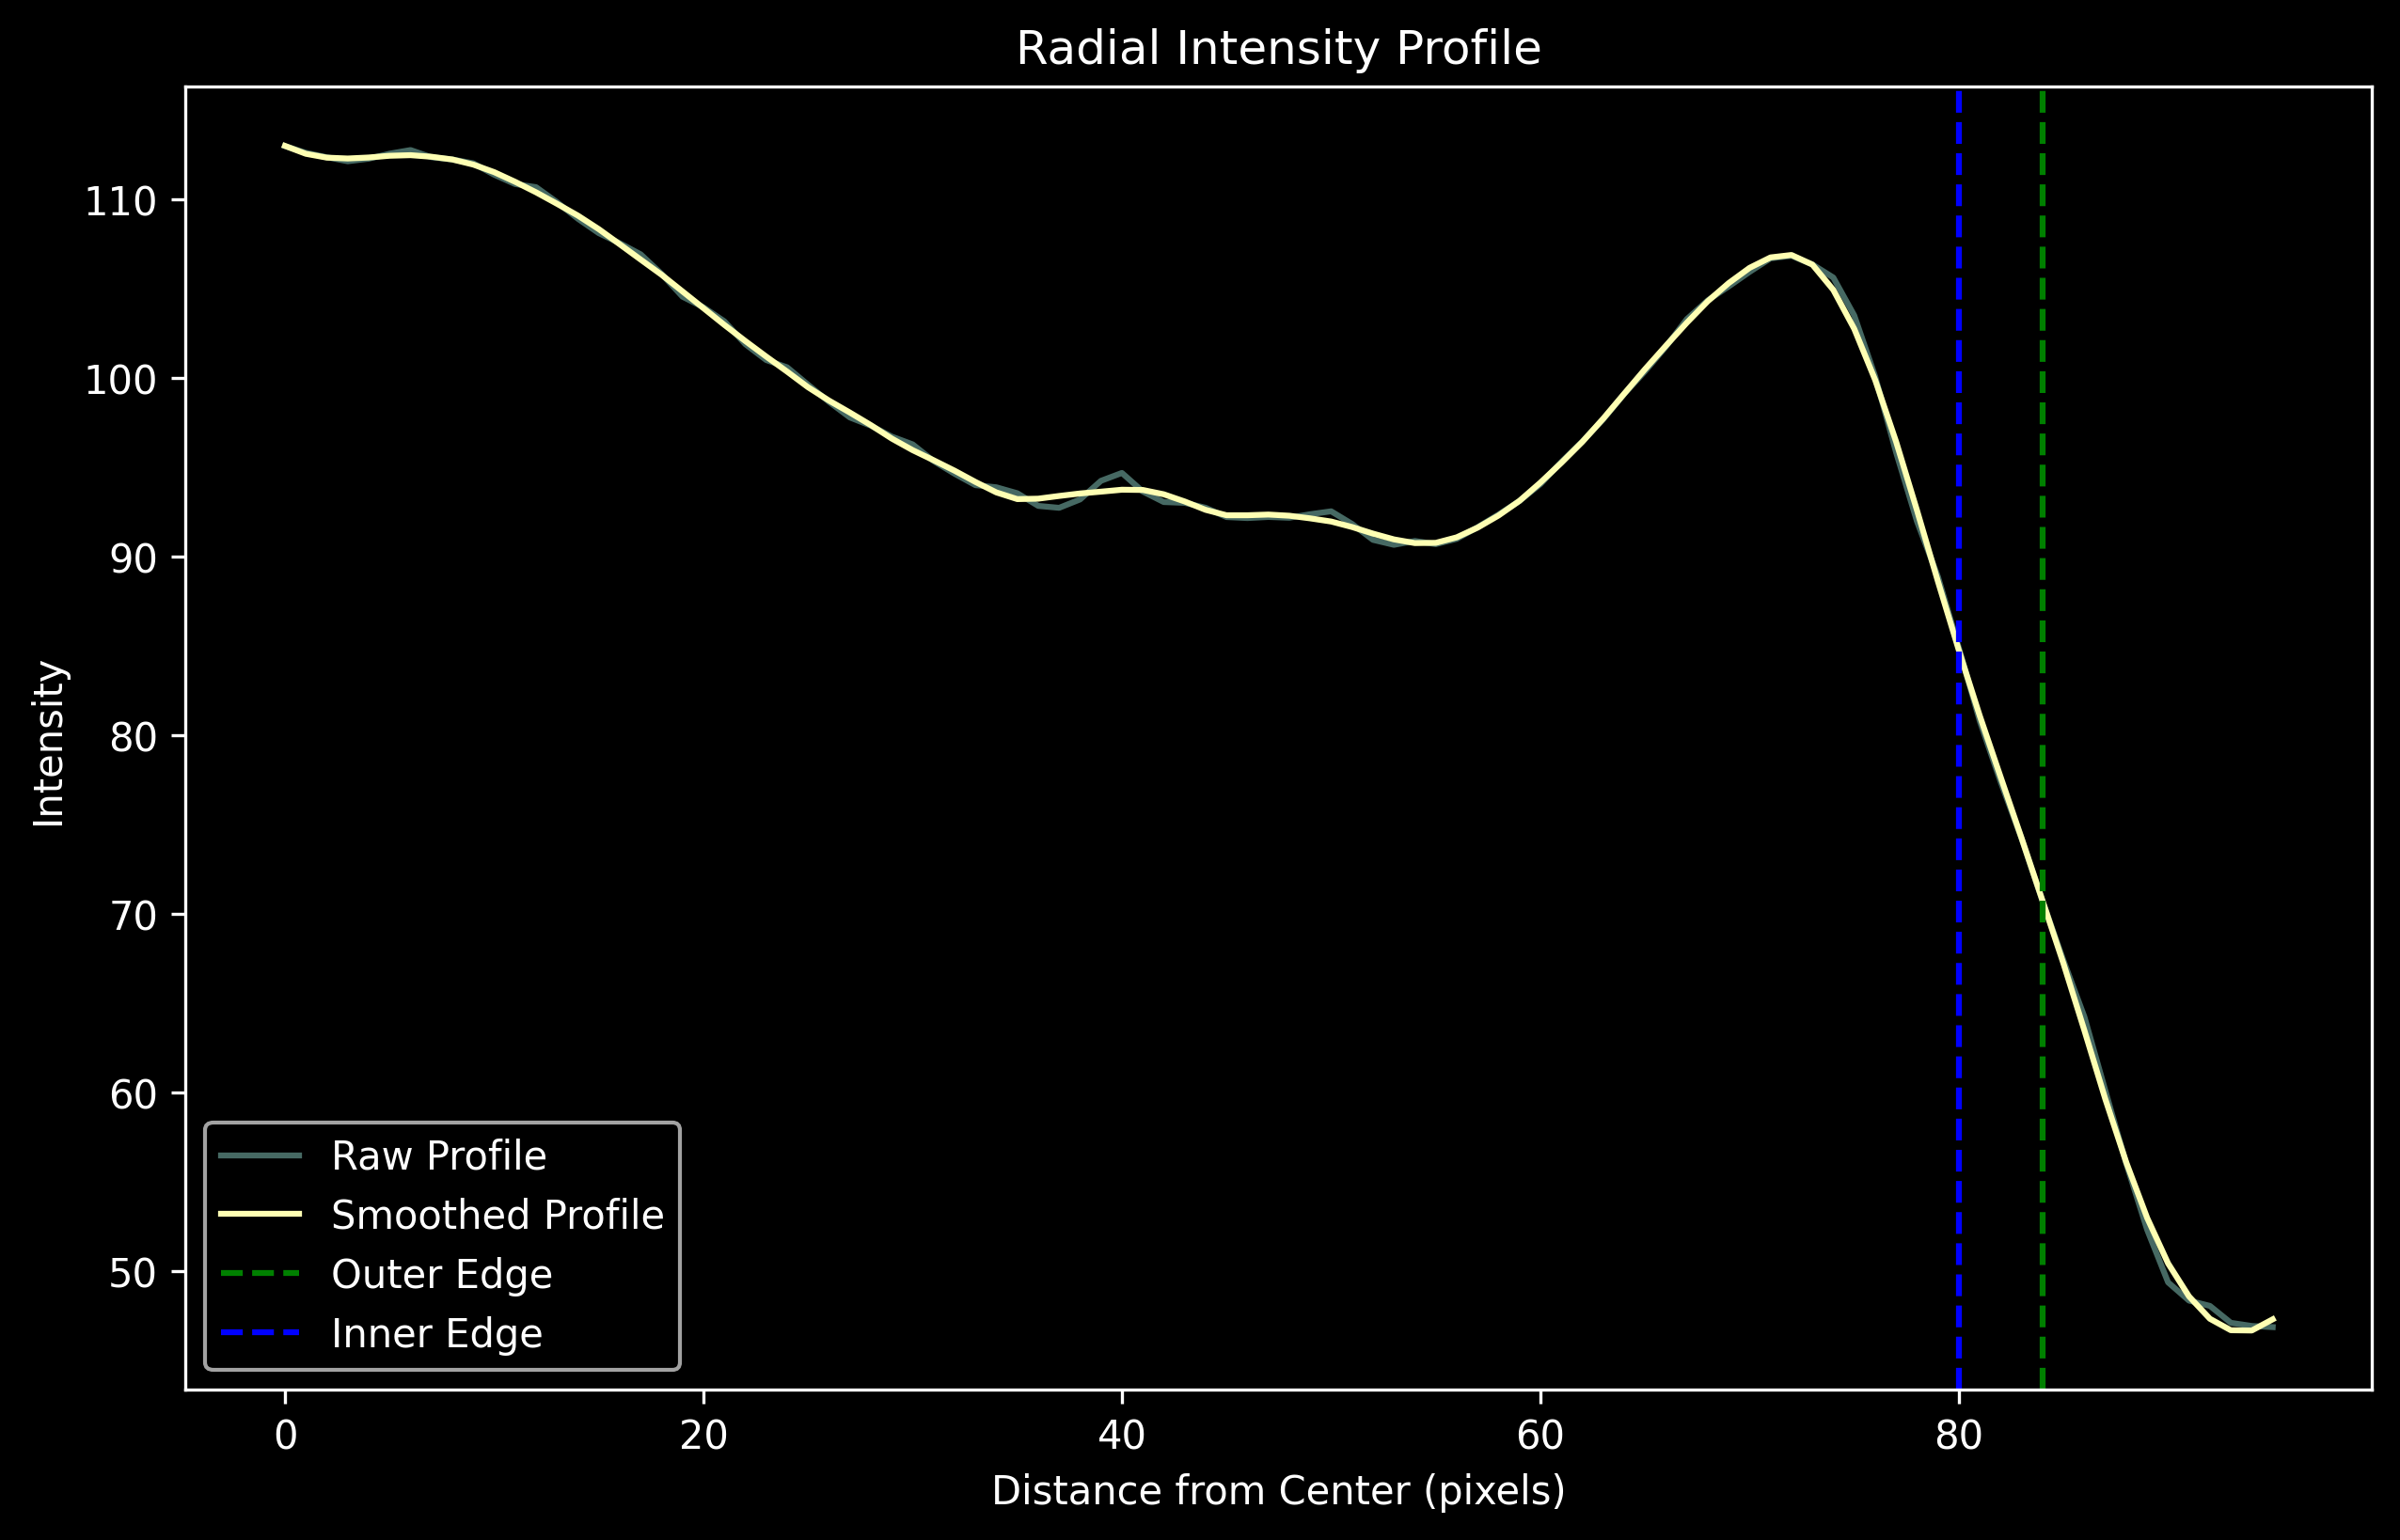 Radial Intensity Profile
110
100
90
80
70
60
50
Intensity
Raw Profile
Smoothed Profile
Outer Edge
Inner Edge
0 20 40 60 80
Distance from Center (pixels)